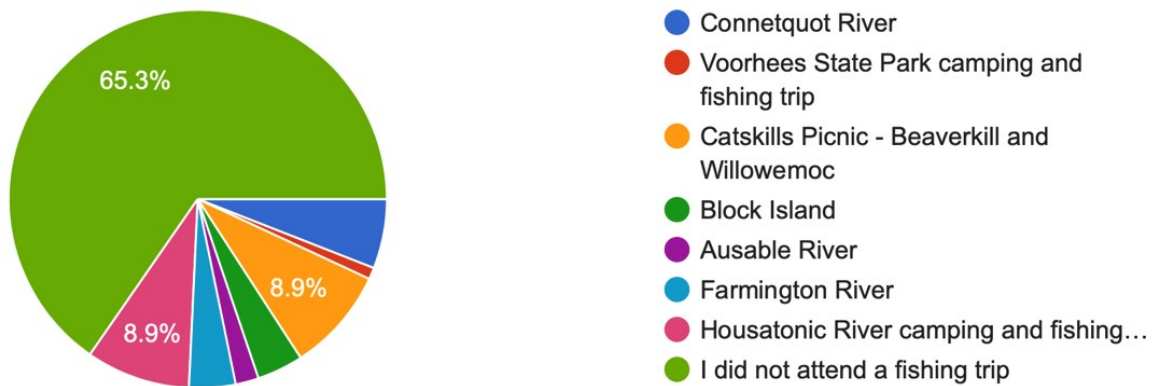 65.3%
8.9%
8.9%
Connetquot River
Voorhees State Park camping and
fishing trip
Catskills Picnic - Beaverkill and
Willowemoc
Block Island
Ausable River
Farmington River
Housatonic River camping and fishing…
I did not attend a fishing trip